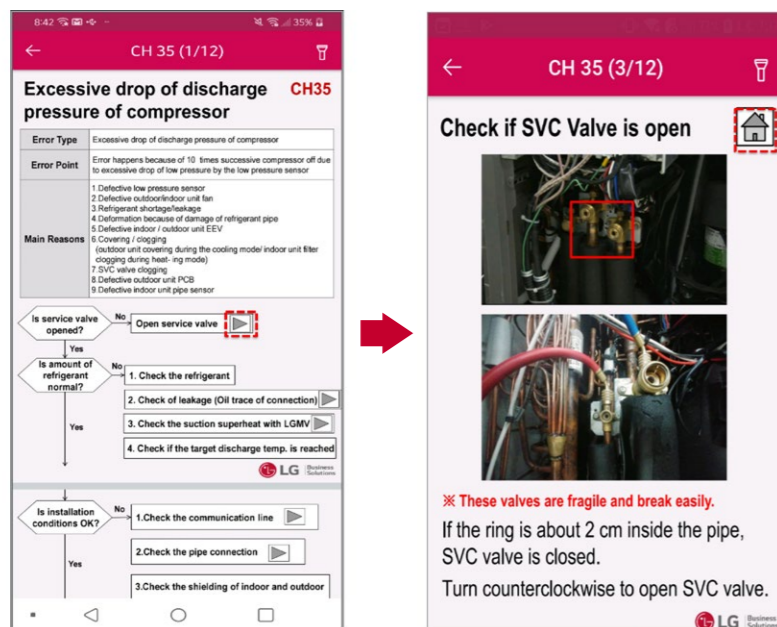 8:42
35%
CH 35 (1/12)
Excessive drop of discharge
pressure of compressor
CH35
Error Type
Excessive drop of discharge pressure of compressor
Error Point
Error happens because of 10 times successive compressor off due
to excessive drop of low pressure by the low pressure sensor
Main Reasons
1.Defective low pressure sensor
2.Defective outdoor/indoor unit fan
3.Refrigerant shortage/leakage
4.Deformation because of damage of refrigerant pipe
5.Defective indoor / outdoor unit EEV
6.Covering / clogging
(outdoor unit covering during the cooling mode/ indoor unit filter
clogging during heat- ing mode)
7.SVC valve clogging
8.Defective outdoor unit PCB
9.Defective indoor unit pipe sensor
Is service valve
opened?
No
Open service valve
Yes
Is amount of
refrigerant
normal?
No
1. Check the refrigerant
2. Check of leakage (Oil trace of connection)
3. Check the suction superheat with LGMV
4. Check if the target discharge temp. is reached
Yes
LG Business
Solutions
Is installation
conditions OK?
No
1.Check the communication line
2.Check the pipe connection
3.Check the shielding of indoor and outdoor
Yes
CH 35 (3/12)
Check if SVC Valve is open
※ These valves are fragile and break easily.
If the ring is about 2 cm inside the pipe,
SVC valve is closed.
Turn counterclockwise to open SVC valve.
LG Business
Solutions